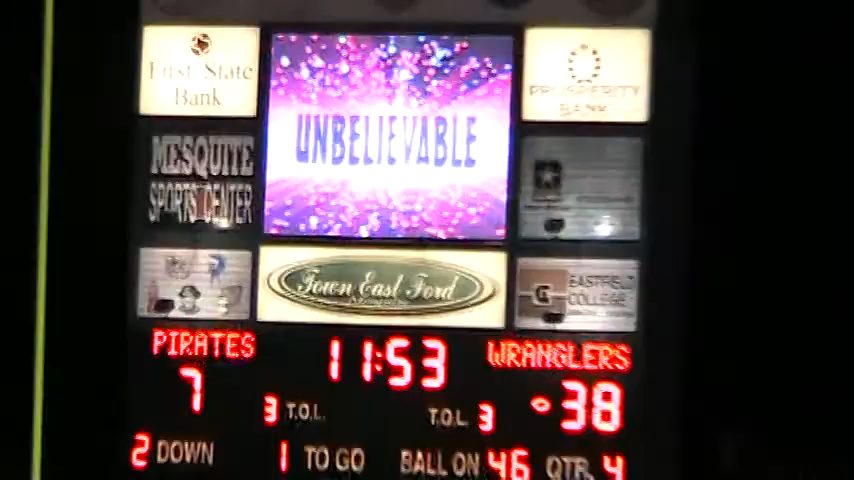 First State
Bank
UNBELIEVABLE
PROSPERITY
BANK
MESQUITE
SPORTS CENTER
Town East Ford
G
EASTFIELD
COLLEGE
PIRATES
11:53
WRANGLERS
7
3 T.O.L.
T.O.L. 3
38
2 DOWN
1 TO GO
BALL ON 46
QTR. 4